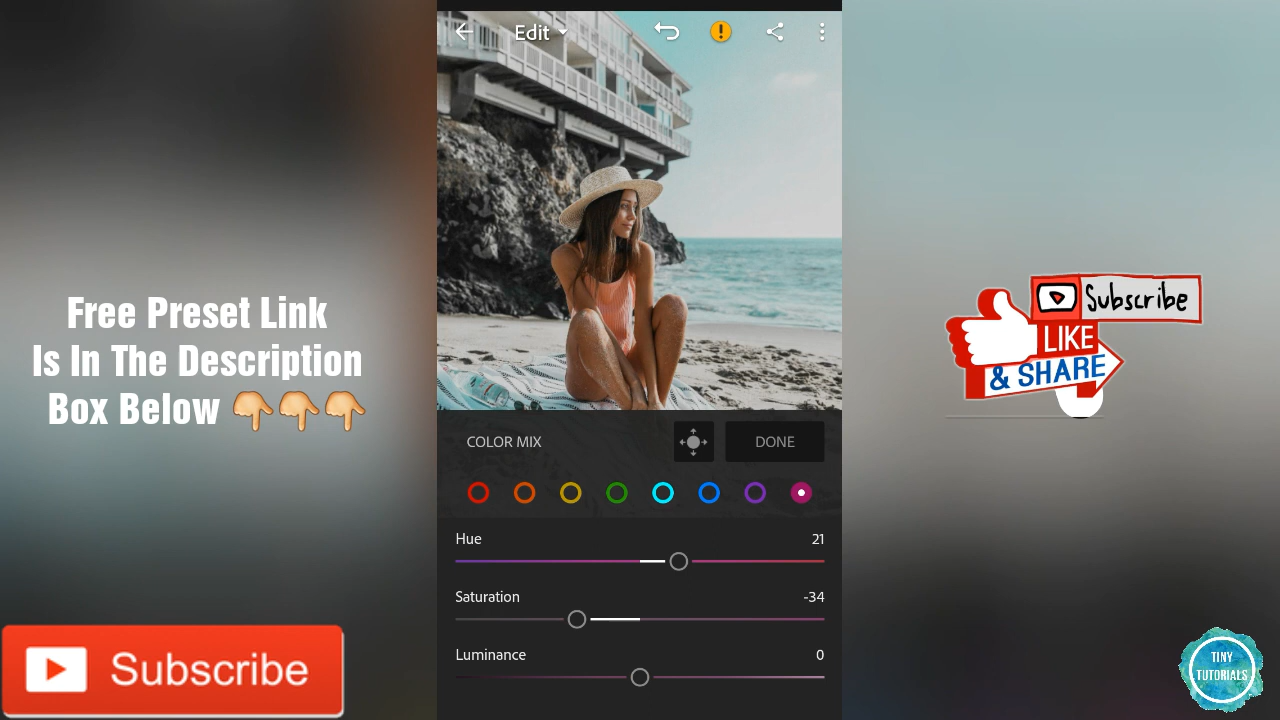 Edit
Free Preset Link
Is In The Description
Box Below 👇👇👇
Subscribe
LIKE
& SHARE
COLOR MIX
DONE
Hue 21
Saturation -34
Luminance 0
Subscribe
TINY
TUTORIALS